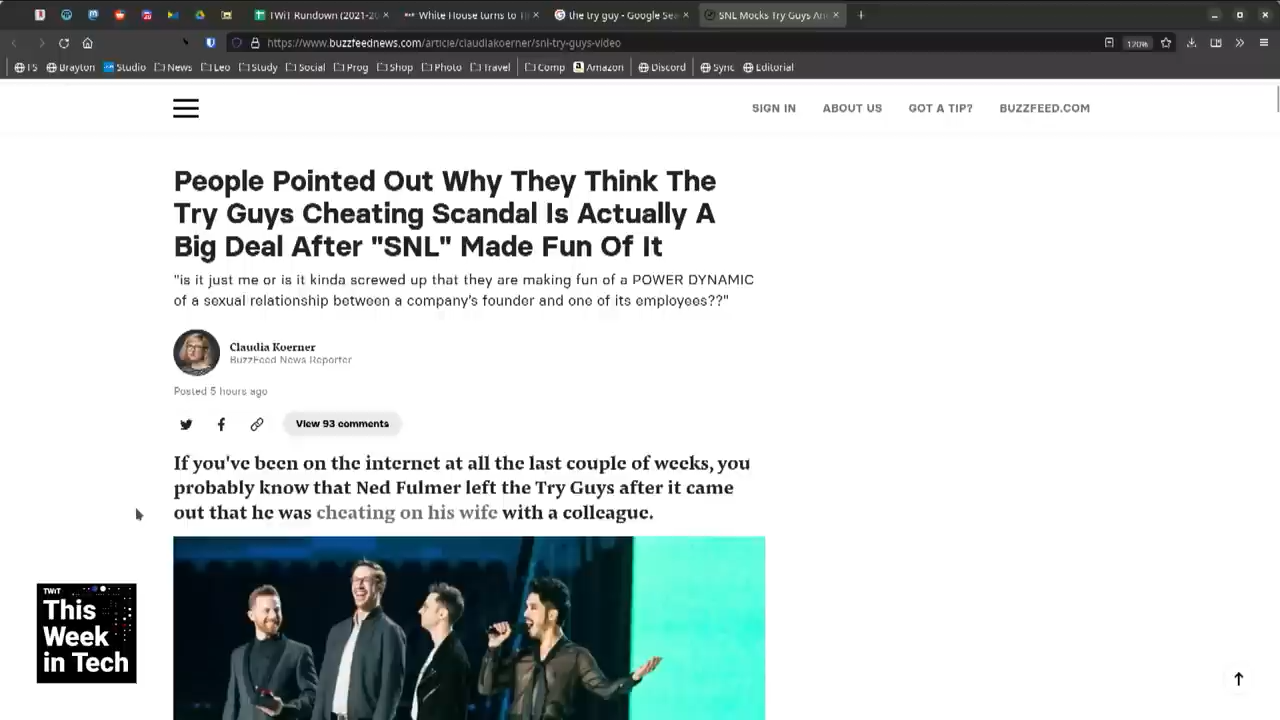 TWiT Rundown (2021-20
White House turns to Ti
the try guy - Google Sea
SNL Mocks Try Guys An
https://www.buzzfeednews.com/article/claudiakoerner/snl-try-guys-video
120%
TS Brayton Studio News Leo Study Social Prog Shop Photo Travel Comp Amazon Discord Sync Editorial
SIGN IN ABOUT US GOT A TIP? BUZZFEED.COM
People Pointed Out Why They Think The
Try Guys Cheating Scandal Is Actually A
Big Deal After "SNL" Made Fun Of It
"is it just me or is it kinda screwed up that they are making fun of a POWER DYNAMIC
of a sexual relationship between a company's founder and one of its employees??"
Claudia Koerner
BuzzFeed News Reporter
Posted 5 hours ago
View 93 comments
If you've been on the internet at all the last couple of weeks, you
probably know that Ned Fulmer left the Try Guys after it came
out that he was cheating on his wife with a colleague.
TWiT
This
Week
in Tech